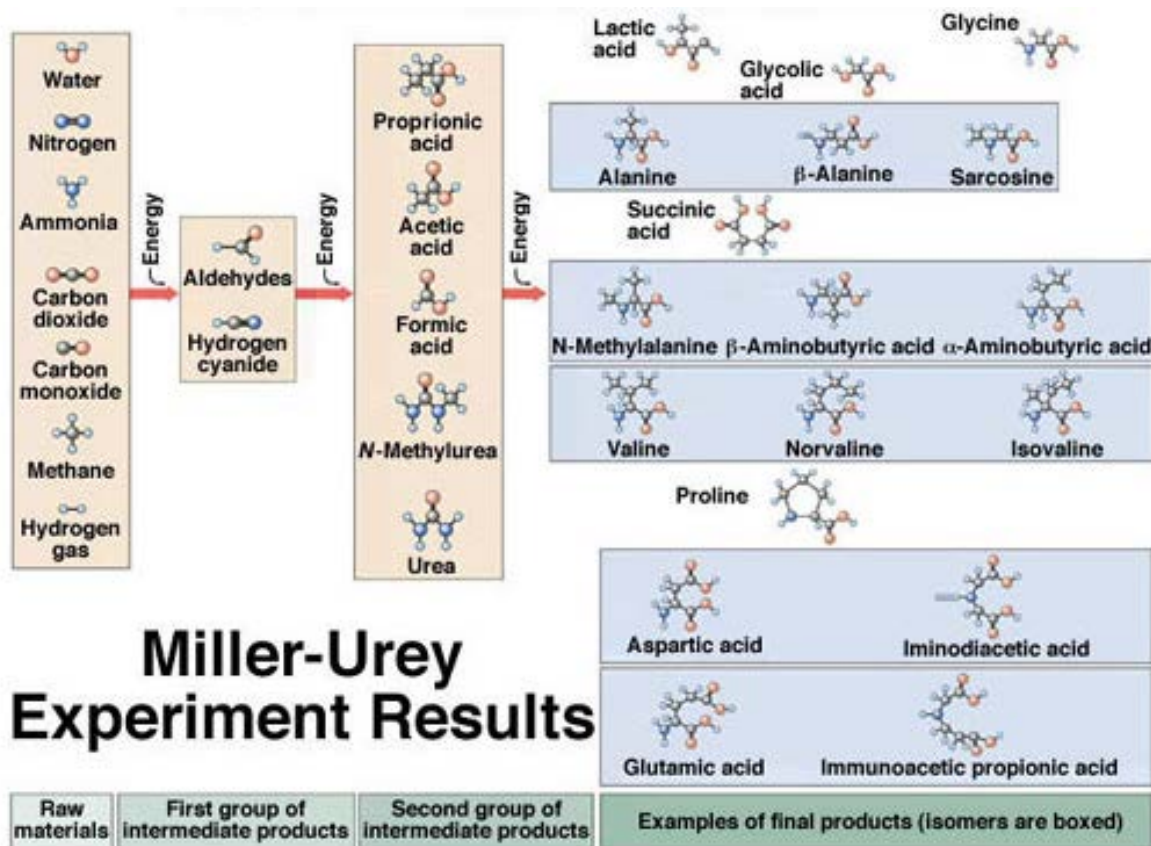 Water
Nitrogen
Ammonia
Carbon
dioxide
Carbon
monoxide
Methane
Hydrogen
gas
Energy
Aldehydes
Hydrogen
cyanide
Energy
Proprionic
acid
Acetic
acid
Formic
acid
N-Methylurea
Urea
Energy
Lactic
acid
Glycolic
acid
Glycine
Alanine
β-Alanine
Sarcosine
Succinic
acid
N-Methylalanine
β-Aminobutyric acid
α-Aminobutyric acid
Valine
Norvaline
Isovaline
Proline
Aspartic acid
Iminodiacetic acid
Glutamic acid
Immunoacetic propionic acid
Miller-Urey
Experiment Results
Raw
materials
First group of
intermediate products
Second group of
intermediate products
Examples of final products (isomers are boxed)